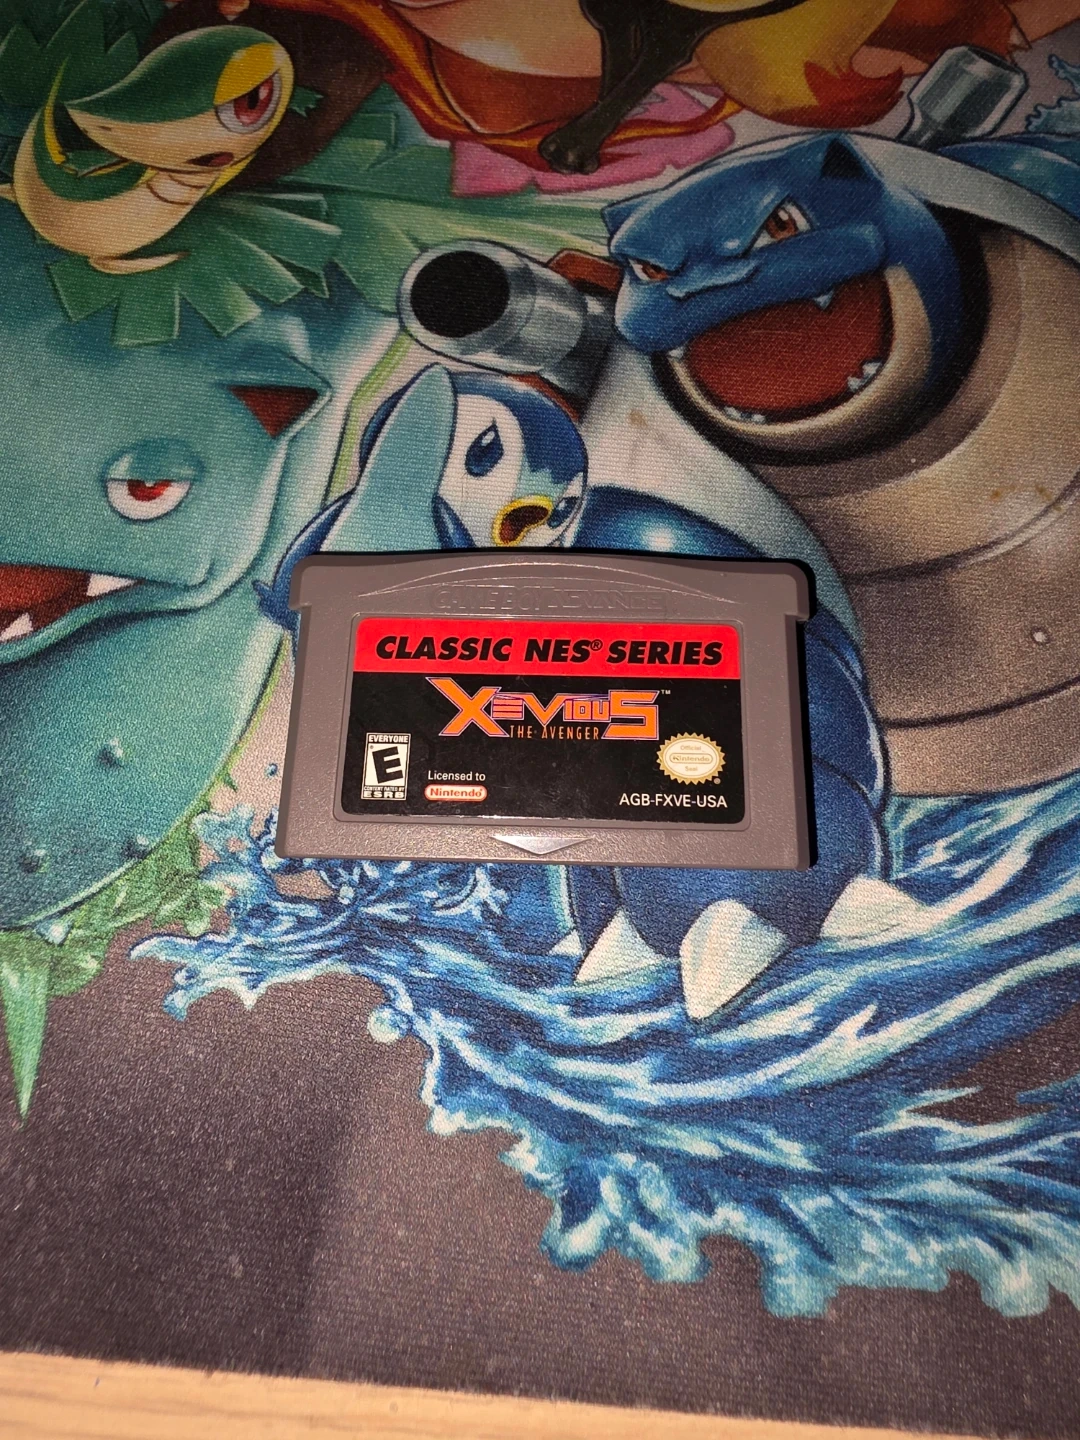 GAME BOY ADVANCE
CLASSIC NES® SERIES
XEVIOUS™
THE AVENGER
EVERYONE
E
CONTENT RATED BY
ESRB
Licensed to
Nintendo®
Official
Nintendo
Seal
AGB-FXVE-USA